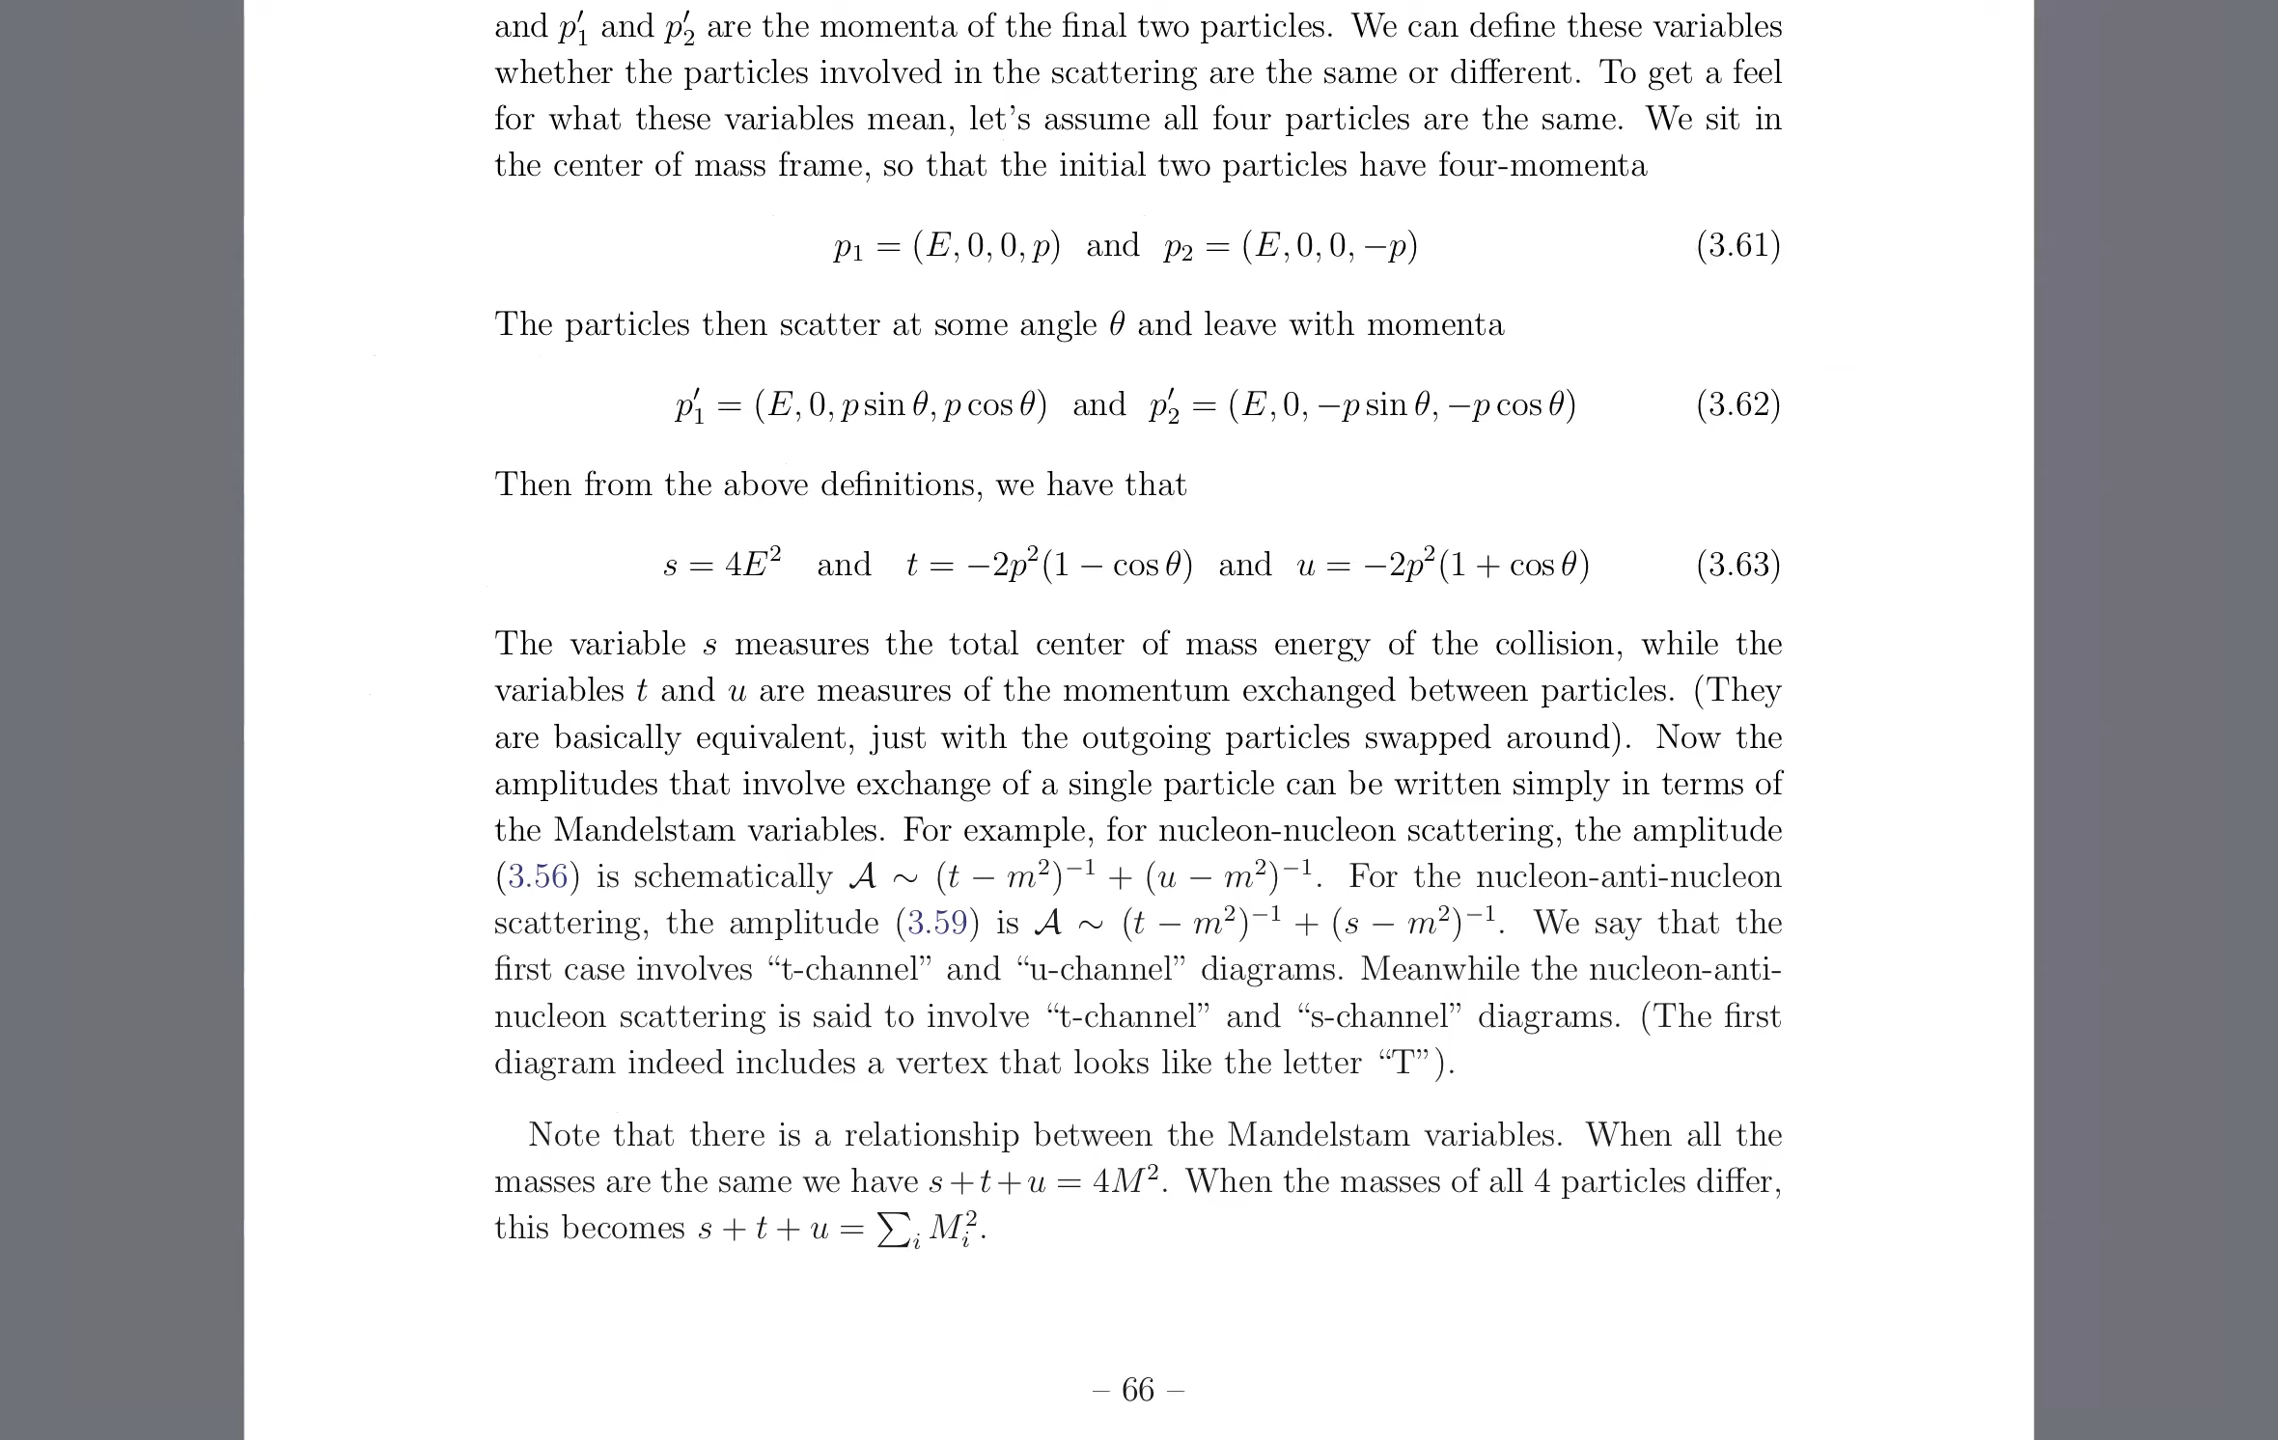 and p′₁ and p′₂ are the momenta of the final two particles. We can define these variables
whether the particles involved in the scattering are the same or different. To get a feel
for what these variables mean, let's assume all four particles are the same. We sit in
the center of mass frame, so that the initial two particles have four-momenta
p₁ = (E, 0, 0, p) and p₂ = (E, 0, 0, −p) (3.61)
The particles then scatter at some angle θ and leave with momenta
p′₁ = (E, 0, p sin θ, p cos θ) and p′₂ = (E, 0, −p sin θ, −p cos θ) (3.62)
Then from the above definitions, we have that
s = 4E² and t = −2p²(1 − cos θ) and u = −2p²(1 + cos θ) (3.63)
The variable s measures the total center of mass energy of the collision, while the
variables t and u are measures of the momentum exchanged between particles. (They
are basically equivalent, just with the outgoing particles swapped around). Now the
amplitudes that involve exchange of a single particle can be written simply in terms of
the Mandelstam variables. For example, for nucleon-nucleon scattering, the amplitude
(3.56) is schematically 𝒜 ∼ (t − m²)⁻¹ + (u − m²)⁻¹. For the nucleon-anti-nucleon
scattering, the amplitude (3.59) is 𝒜 ∼ (t − m²)⁻¹ + (s − m²)⁻¹. We say that the
first case involves “t-channel” and “u-channel” diagrams. Meanwhile the nucleon-anti-
nucleon scattering is said to involve “t-channel” and “s-channel” diagrams. (The first
diagram indeed includes a vertex that looks like the letter “T”).
Note that there is a relationship between the Mandelstam variables. When all the
masses are the same we have s+t+u = 4M². When the masses of all 4 particles differ,
this becomes s + t + u = ∑ᵢ Mᵢ².
– 66 –